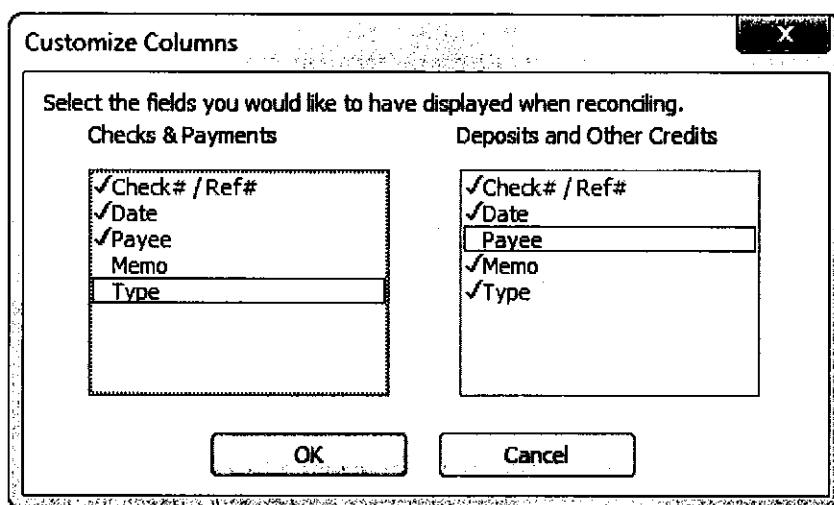 Customize Columns
X
Select the fields you would like to have displayed when reconciling.
Checks & Payments
Deposits and Other Credits
✓Check# / Ref#
✓Date
✓Payee
Memo
Type
✓Check# / Ref#
✓Date
Payee
✓Memo
✓Type
OK
Cancel